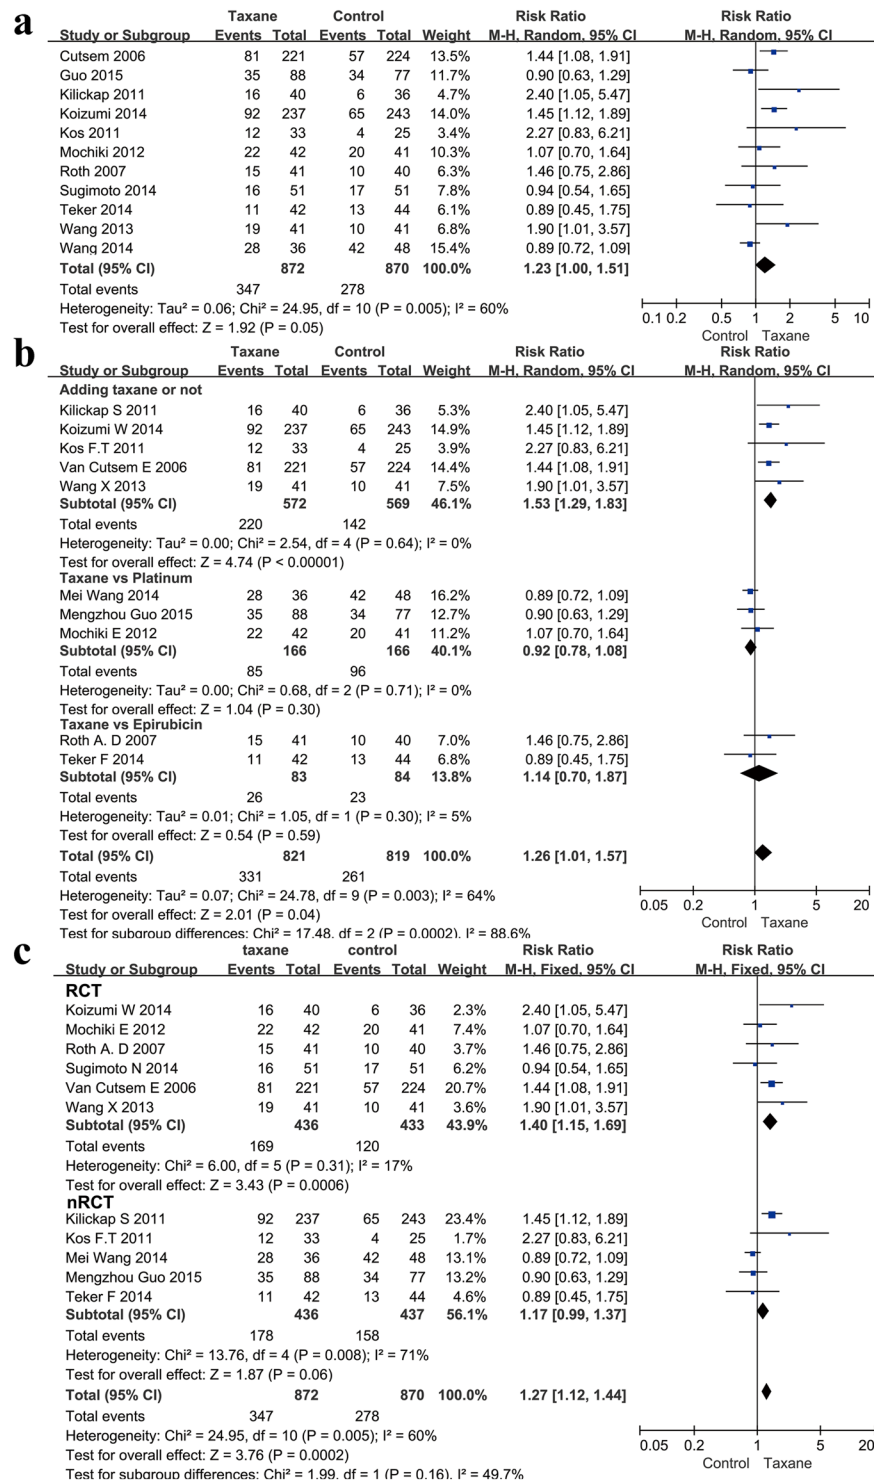 a
Taxane Control Risk Ratio Risk Ratio
Study or Subgroup Events Total Events Total Weight M-H, Random, 95% CI M-H, Random, 95% CI
Cutsem 2006 81 221 57 224 13.5% 1.44 [1.08, 1.91]
Guo 2015 35 88 34 77 11.7% 0.90 [0.63, 1.29]
Kilickap 2011 16 40 6 36 4.7% 2.40 [1.05, 5.47]
Koizumi 2014 92 237 65 243 14.0% 1.45 [1.12, 1.89]
Kos 2011 12 33 4 25 3.4% 2.27 [0.83, 6.21]
Mochiki 2012 22 42 20 41 10.3% 1.07 [0.70, 1.64]
Roth 2007 15 41 10 40 6.3% 1.46 [0.75, 2.86]
Sugimoto 2014 16 51 17 51 7.8% 0.94 [0.54, 1.65]
Teker 2014 11 42 13 44 6.1% 0.89 [0.45, 1.75]
Wang 2013 19 41 10 41 6.8% 1.90 [1.01, 3.57]
Wang 2014 28 36 42 48 15.4% 0.89 [0.72, 1.09]
Total (95% CI) 872 870 100.0% 1.23 [1.00, 1.51]
Total events 347 278
Heterogeneity: Tau² = 0.06; Chi² = 24.95, df = 10 (P = 0.005); I² = 60%
Test for overall effect: Z = 1.92 (P = 0.05)
0.1 0.2 0.5 1 2 5 10
Control Taxane
b
Taxane Control Risk Ratio Risk Ratio
Study or Subgroup Events Total Events Total Weight M-H, Random, 95% CI M-H, Random, 95% CI
Adding taxane or not
Kilickap S 2011 16 40 6 36 5.3% 2.40 [1.05, 5.47]
Koizumi W 2014 92 237 65 243 14.9% 1.45 [1.12, 1.89]
Kos F.T 2011 12 33 4 25 3.9% 2.27 [0.83, 6.21]
Van Cutsem E 2006 81 221 57 224 14.4% 1.44 [1.08, 1.91]
Wang X 2013 19 41 10 41 7.5% 1.90 [1.01, 3.57]
Subtotal (95% CI) 572 569 46.1% 1.53 [1.29, 1.83]
Total events 220 142
Heterogeneity: Tau² = 0.00; Chi² = 2.54, df = 4 (P = 0.64); I² = 0%
Test for overall effect: Z = 4.74 (P < 0.00001)
Taxane vs Platinum
Mei Wang 2014 28 36 42 48 16.2% 0.89 [0.72, 1.09]
Mengzhou Guo 2015 35 88 34 77 12.7% 0.90 [0.63, 1.29]
Mochiki E 2012 22 42 20 41 11.2% 1.07 [0.70, 1.64]
Subtotal (95% CI) 166 166 40.1% 0.92 [0.78, 1.08]
Total events 85 96
Heterogeneity: Tau² = 0.00; Chi² = 0.68, df = 2 (P = 0.71); I² = 0%
Test for overall effect: Z = 1.04 (P = 0.30)
Taxane vs Epirubicin
Roth A. D 2007 15 41 10 40 7.0% 1.46 [0.75, 2.86]
Teker F 2014 11 42 13 44 6.8% 0.89 [0.45, 1.75]
Subtotal (95% CI) 83 84 13.8% 1.14 [0.70, 1.87]
Total events 26 23
Heterogeneity: Tau² = 0.01; Chi² = 1.05, df = 1 (P = 0.30); I² = 5%
Test for overall effect: Z = 0.54 (P = 0.59)
Total (95% CI) 821 819 100.0% 1.26 [1.01, 1.57]
Total events 331 261
Heterogeneity: Tau² = 0.07; Chi² = 24.78, df = 9 (P = 0.003); I² = 64%
Test for overall effect: Z = 2.01 (P = 0.04)
Test for subgroup differences: Chi² = 17.48, df = 2 (P = 0.0002), I² = 88.6%
0.05 0.2 1 5 20
Control Taxane
c
taxane control Risk Ratio Risk Ratio
Study or Subgroup Events Total Events Total Weight M-H, Fixed, 95% CI M-H, Fixed, 95% CI
RCT
Koizumi W 2014 16 40 6 36 2.3% 2.40 [1.05, 5.47]
Mochiki E 2012 22 42 20 41 7.4% 1.07 [0.70, 1.64]
Roth A. D 2007 15 41 10 40 3.7% 1.46 [0.75, 2.86]
Sugimoto N 2014 16 51 17 51 6.2% 0.94 [0.54, 1.65]
Van Cutsem E 2006 81 221 57 224 20.7% 1.44 [1.08, 1.91]
Wang X 2013 19 41 10 41 3.6% 1.90 [1.01, 3.57]
Subtotal (95% CI) 436 433 43.9% 1.40 [1.15, 1.69]
Total events 169 120
Heterogeneity: Chi² = 6.00, df = 5 (P = 0.31); I² = 17%
Test for overall effect: Z = 3.43 (P = 0.0006)
nRCT
Kilickap S 2011 92 237 65 243 23.4% 1.45 [1.12, 1.89]
Kos F.T 2011 12 33 4 25 1.7% 2.27 [0.83, 6.21]
Mei Wang 2014 28 36 42 48 13.1% 0.89 [0.72, 1.09]
Mengzhou Guo 2015 35 88 34 77 13.2% 0.90 [0.63, 1.29]
Teker F 2014 11 42 13 44 4.6% 0.89 [0.45, 1.75]
Subtotal (95% CI) 436 437 56.1% 1.17 [0.99, 1.37]
Total events 178 158
Heterogeneity: Chi² = 13.76, df = 4 (P = 0.008); I² = 71%
Test for overall effect: Z = 1.87 (P = 0.06)
Total (95% CI) 872 870 100.0% 1.27 [1.12, 1.44]
Total events 347 278
Heterogeneity: Chi² = 24.95, df = 10 (P = 0.005); I² = 60%
Test for overall effect: Z = 3.76 (P = 0.0002)
Test for subgroup differences: Chi² = 1.99, df = 1 (P = 0.16), I² = 49.7%
0.05 0.2 1 5 20
Control Taxane